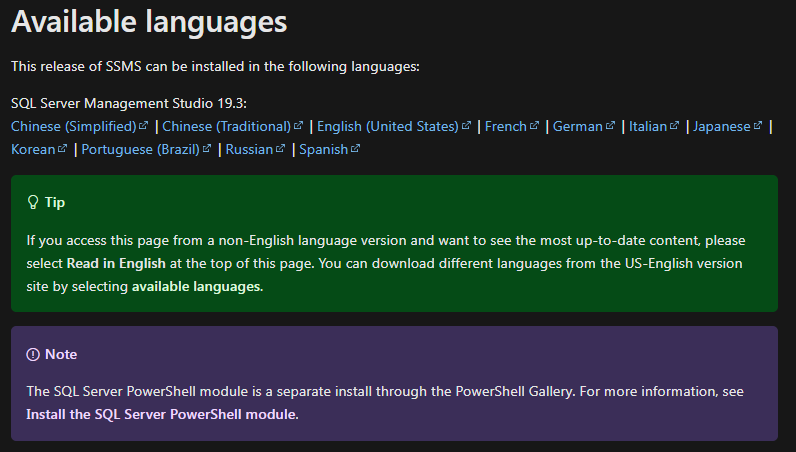 Available languages
This release of SSMS can be installed in the following languages:
SQL Server Management Studio 19.3:
Chinese (Simplified) | Chinese (Traditional) | English (United States) | French | German | Italian | Japanese |
Korean | Portuguese (Brazil) | Russian | Spanish
Tip
If you access this page from a non-English language version and want to see the most up-to-date content, please
select Read in English at the top of this page. You can download different languages from the US-English version
site by selecting available languages.
Note
The SQL Server PowerShell module is a separate install through the PowerShell Gallery. For more information, see
Install the SQL Server PowerShell module.